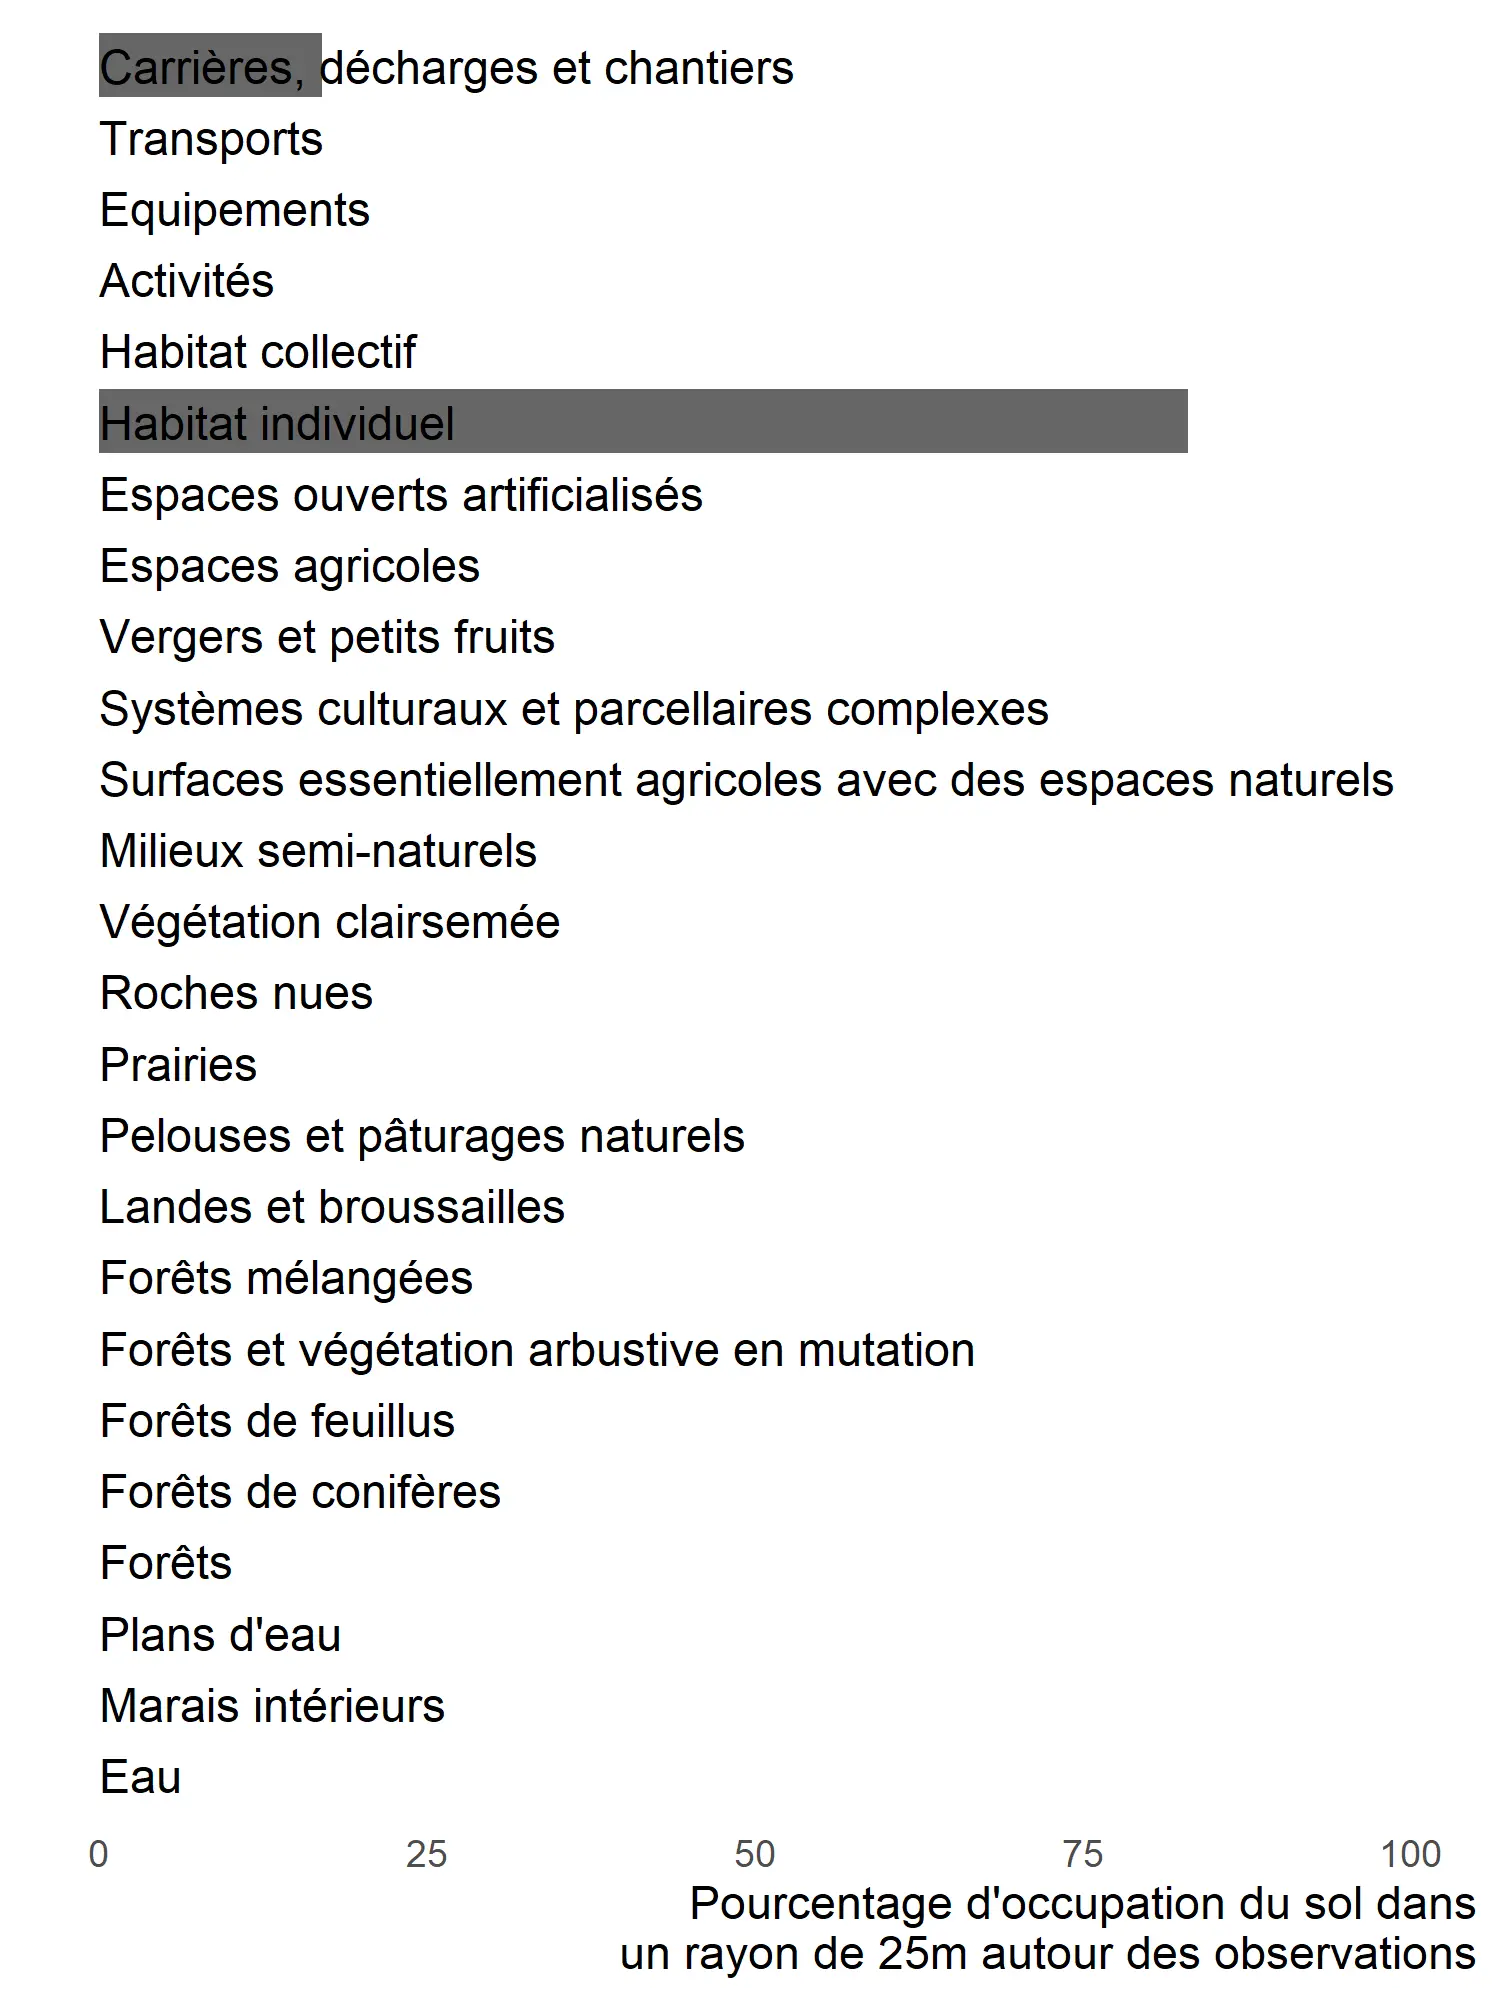 Carrières, décharges et chantiers
Transports
Equipements
Activités
Habitat collectif
Habitat individuel
Espaces ouverts artificialisés
Espaces agricoles
Vergers et petits fruits
Systèmes culturaux et parcellaires complexes
Surfaces essentiellement agricoles avec des espaces naturels
Milieux semi-naturels
Végétation clairsemée
Roches nues
Prairies
Pelouses et pâturages naturels
Landes et broussailles
Forêts mélangées
Forêts et végétation arbustive en mutation
Forêts de feuillus
Forêts de conifères
Forêts
Plans d'eau
Marais intérieurs
Eau
0 25 50 75 100
Pourcentage d'occupation du sol dans
un rayon de 25m autour des observations